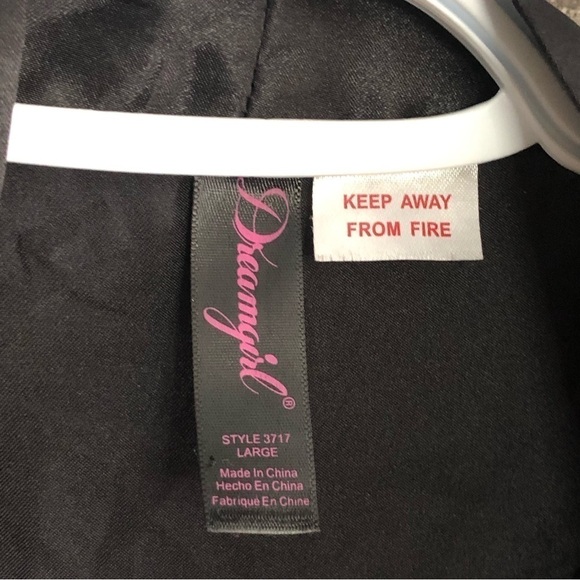 Dreamgirl®
STYLE 3717
LARGE
Made In China
Hecho En China
Fabriqué En Chine
KEEP AWAY
FROM FIRE